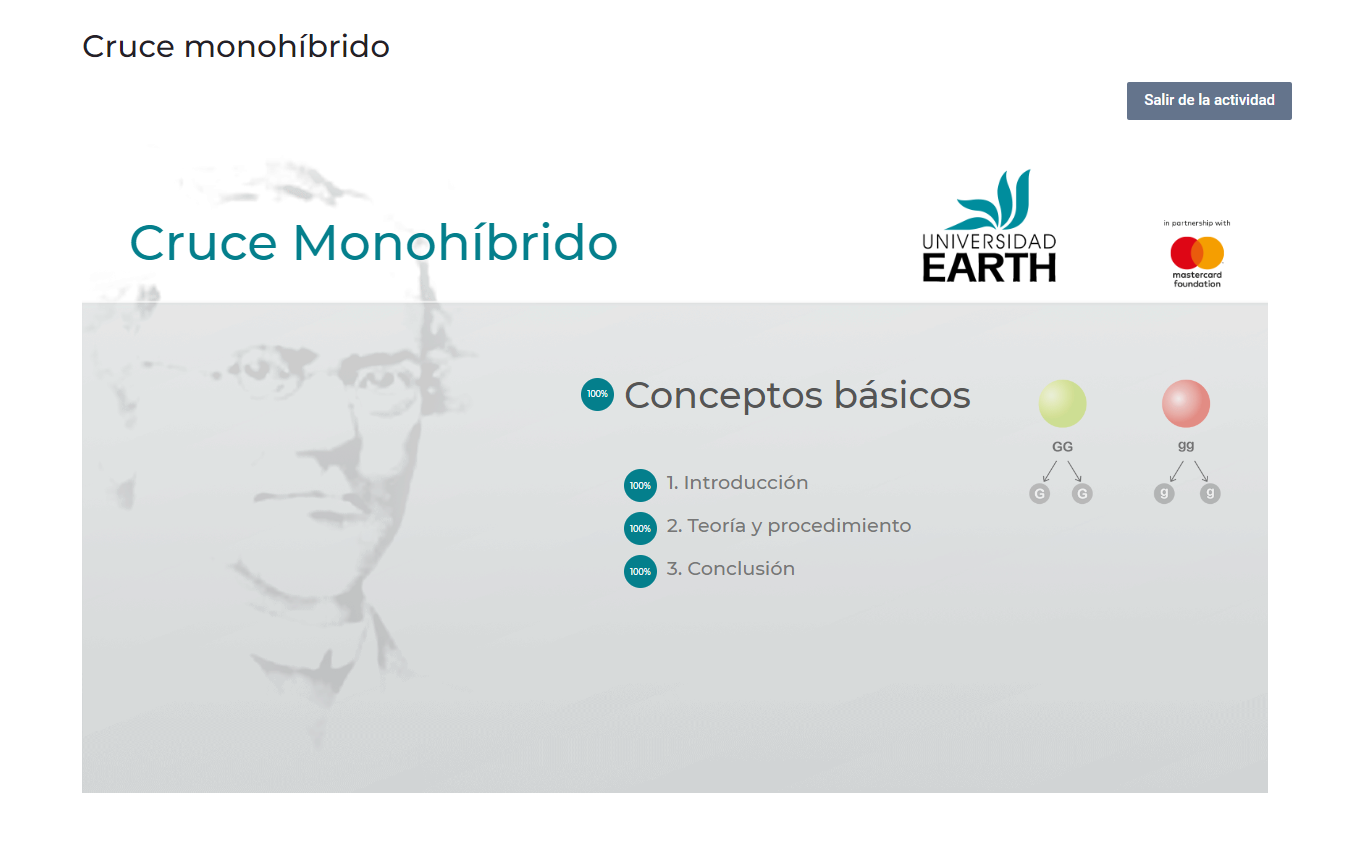 Cruce monohíbrido
Salir de la actividad
Cruce Monohíbrido
UNIVERSIDAD
EARTH
in partnership with
mastercard
foundation
100% Conceptos básicos
100% 1. Introducción
100% 2. Teoría y procedimiento
100% 3. Conclusión
GG gg
G G g g